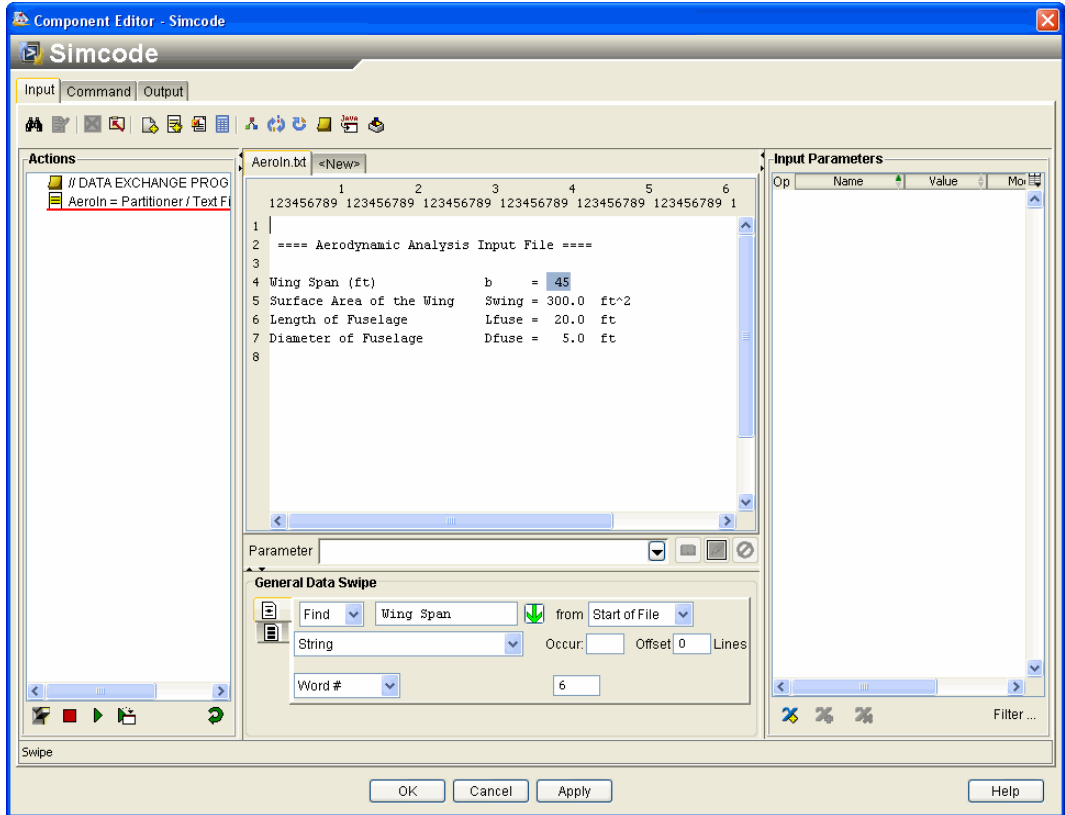 Component Editor - Simcode
Simcode
Input Command Output
Java
Actions
// DATA EXCHANGE PROG
AeroIn = Partitioner / Text Fi
AeroIn.txt <New>
1 2 3 4 5 6
123456789 123456789 123456789 123456789 123456789 123456789 1
1
2 ==== Aerodynamic Analysis Input File ====
3
4 Wing Span (ft) b = 45
5 Surface Area of the Wing Swing = 300.0 ft^2
6 Length of Fuselage Lfuse = 20.0 ft
7 Diameter of Fuselage Dfuse = 5.0 ft
8
Parameter
General Data Swipe
Find Wing Span from Start of File
String Occur: Offset 0 Lines
Word # 6
Input Parameters
Op Name Value Mo
Filter ...
Swipe
OK Cancel Apply Help